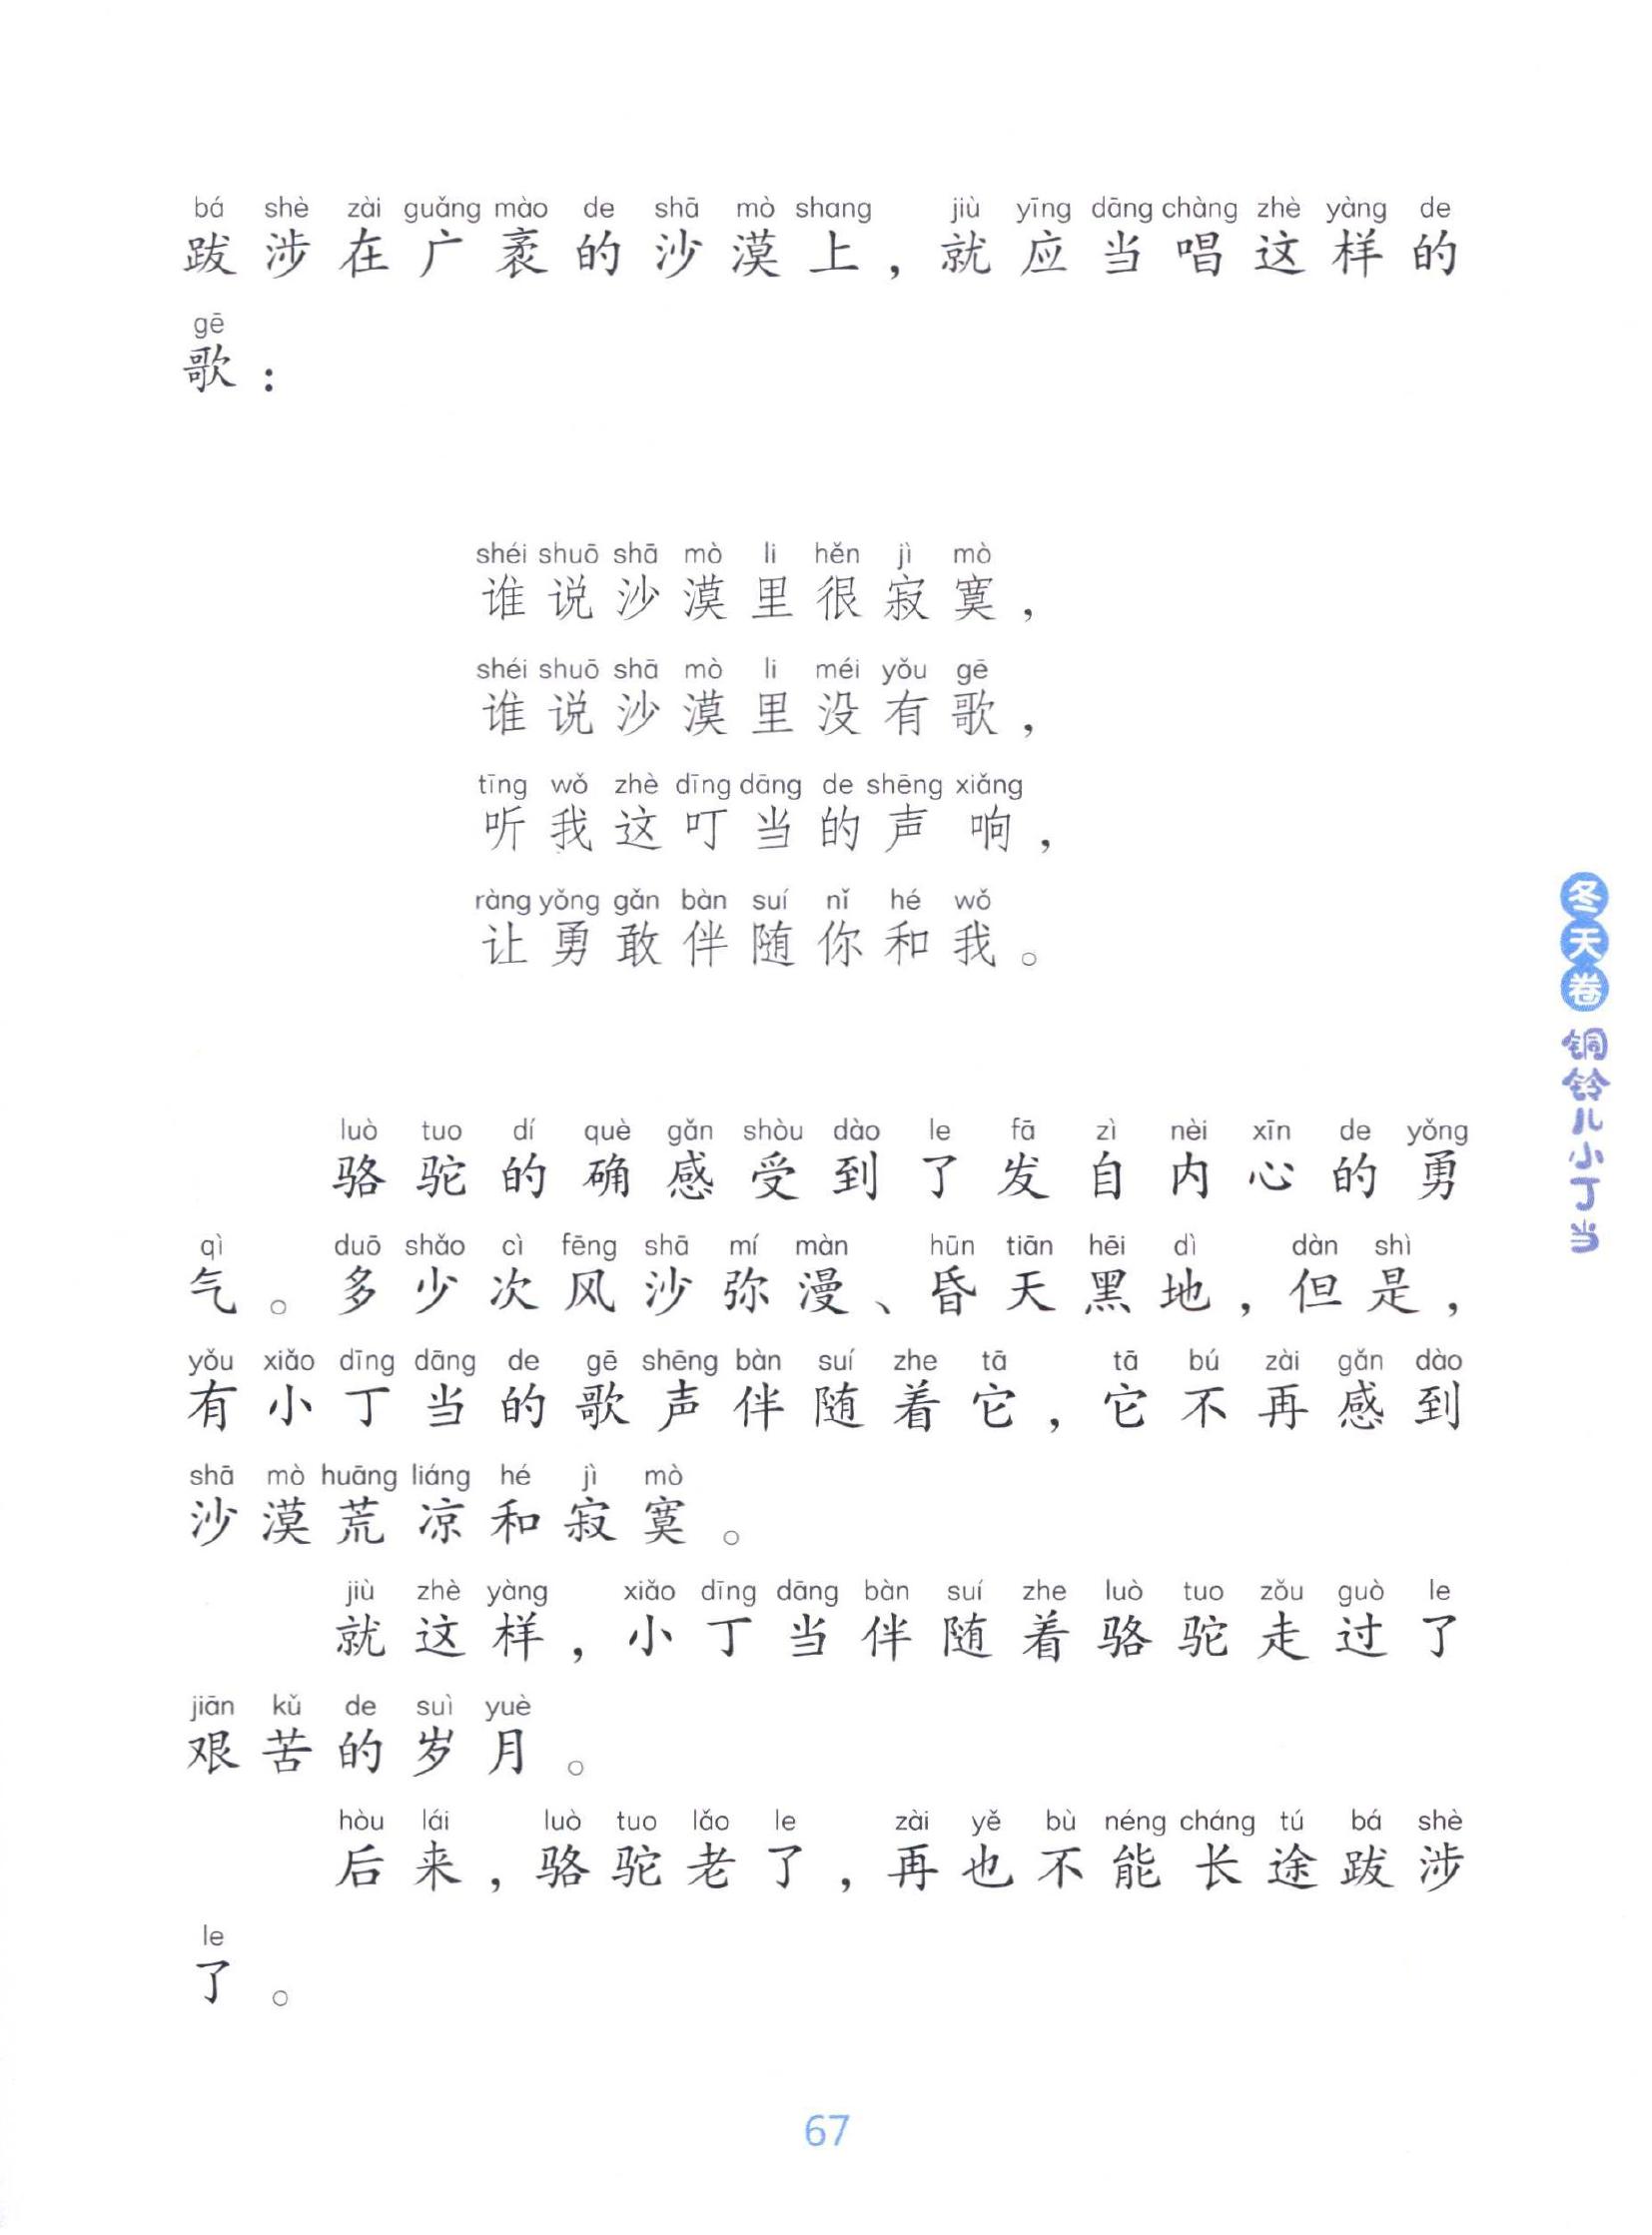 bá shè zài guǎng mào de shā mò shang jiù yīng dāng chàng zhè yàng de
跋涉在广袤的沙漠上，就应当唱这样的
gē
歌：
shéi shuō shā mò li hěn jì mò
谁说沙漠里很寂寞，
shéi shuō shā mò li méi yǒu gē
谁说沙漠里没有歌，
tīng wǒ zhè dīng dāng de shēng xiǎng
听我这叮当的声响，
ràng yǒng gǎn bàn suí nǐ hé wǒ
让勇敢伴随你和我。
luò tuo dí què gǎn shòu dào le fā zì nèi xīn de yǒng
骆驼的确感受到了发自内心的勇
qì duō shǎo cì fēng shā mí màn hūn tiān hēi dì dàn shì
气。多少次风沙弥漫、昏天黑地，但是，
yǒu xiǎo dīng dāng de gē shēng bàn suí zhe tā tā bú zài gǎn dào
有小丁当的歌声伴随着它，它不再感到
shā mò huāng liáng hé jì mò
沙漠荒凉和寂寞。
jiù zhè yàng xiǎo dīng dāng bàn suí zhe luò tuo zǒu guò le
就这样，小丁当伴随着骆驼走过了
jiān kǔ de suì yuè
艰苦的岁月。
hòu lái luò tuo lǎo le zài yě bù néng cháng tú bá shè
后来，骆驼老了，再也不能长途跋涉
le
了。
冬天卷 铜铃儿小丁当
67